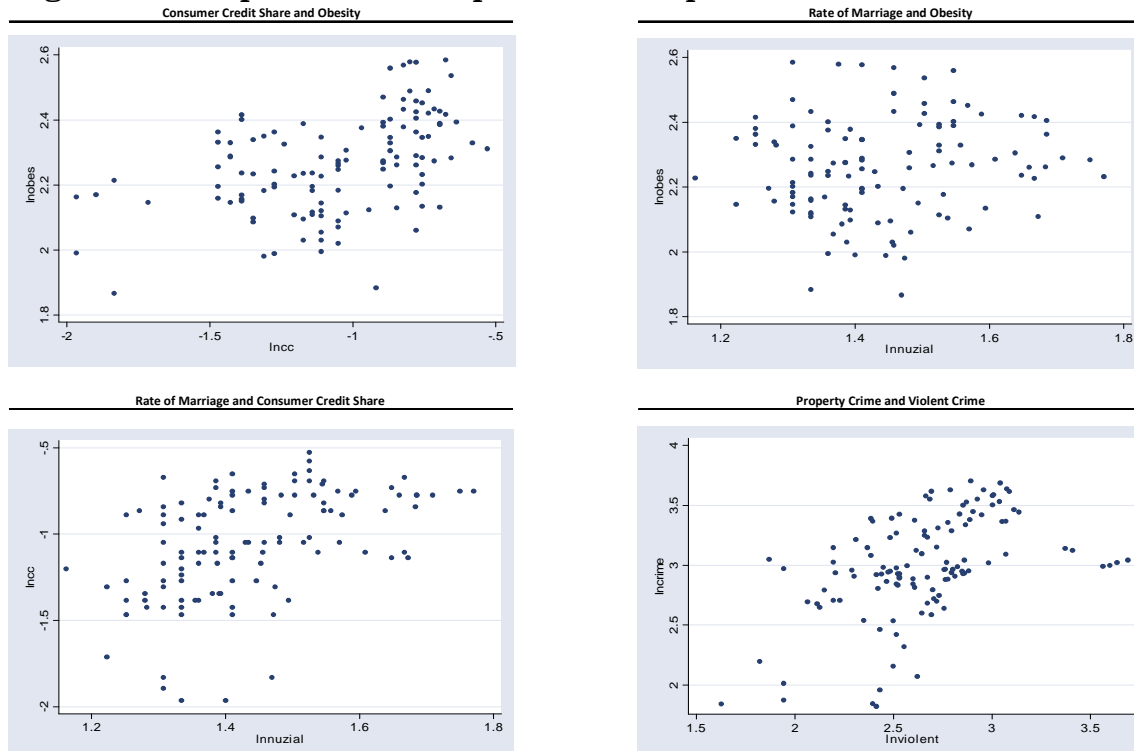 Consumer Credit Share and Obesity
2.6
2.4
2.2
2
1.8
lnobes
-2 -1.5 -1 -.5
lncc
Rate of Marriage and Obesity
2.6
2.4
2.2
2
1.8
lnobes
1.2 1.4 1.6 1.8
lnnuzial
Rate of Marriage and Consumer Credit Share
-.5
-1
-1.5
-2
lncc
1.2 1.4 1.6 1.8
lnnuzial
Property Crime and Violent Crime
4
3.5
3
2.5
2
lncrime
1.5 2 2.5 3 3.5
lnviolent